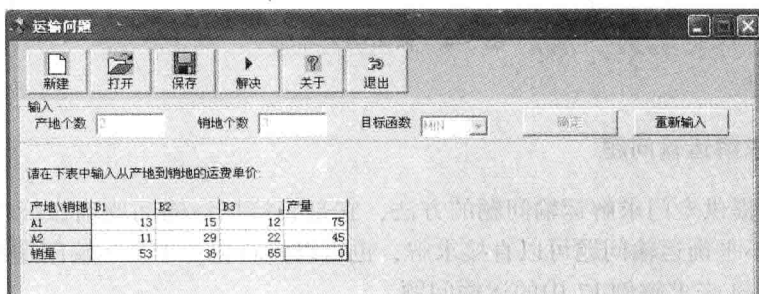 运输问题
新建 打开 保存 解决 关于 退出
输入
产地个数 2 销地个数 目标函数 MIN 确定 重新输入
请在下表中输入从产地到销地的运费单价:
产地\销地 B1 B2 B3 产量
A1 13 15 12 75
A2 11 29 22 45
销量 53 36 65 0